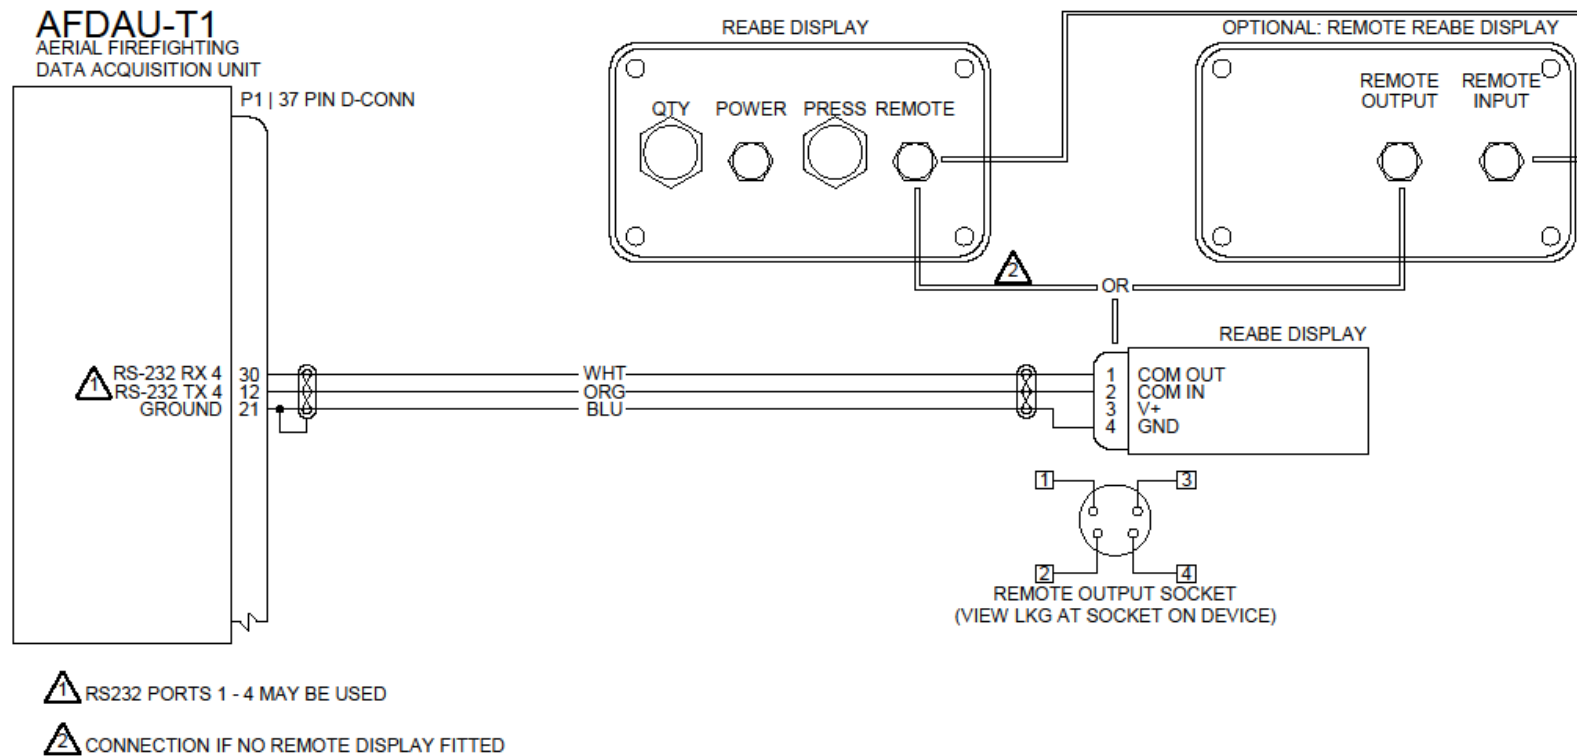 AFDAU-T1
AERIAL FIREFIGHTING
DATA ACQUISITION UNIT
P1 | 37 PIN D-CONN
REABE DISPLAY
QTY POWER PRESS REMOTE
OPTIONAL: REMOTE REABE DISPLAY
REMOTE OUTPUT
REMOTE INPUT
2
OR
REABE DISPLAY
1
RS-232 RX 4 30 WHT 1 COM OUT
RS-232 TX 4 12 ORG 2 COM IN
GROUND 21 BLU 3 V+
4 GND
1 3
2 4
REMOTE OUTPUT SOCKET
(VIEW LKG AT SOCKET ON DEVICE)
1 RS232 PORTS 1 - 4 MAY BE USED
2 CONNECTION IF NO REMOTE DISPLAY FITTED